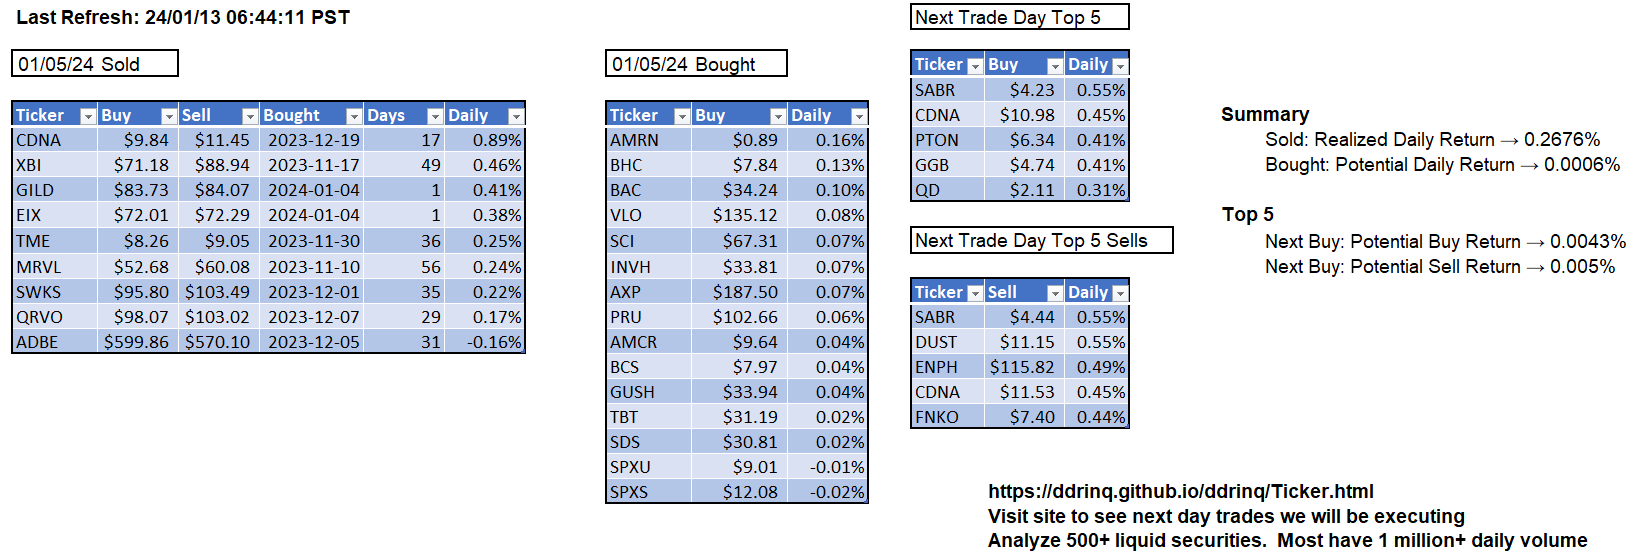 Last Refresh: 24/01/13 06:44:11 PST
01/05/24 Sold
Ticker Buy Sell Bought Days Daily
CDNA $9.84 $11.45 2023-12-19 17 0.89%
XBI $71.18 $88.94 2023-11-17 49 0.46%
GILD $83.73 $84.07 2024-01-04 1 0.41%
EIX $72.01 $72.29 2024-01-04 1 0.38%
TME $8.26 $9.05 2023-11-30 36 0.25%
MRVL $52.68 $60.08 2023-11-10 56 0.24%
SWKS $95.80 $103.49 2023-12-01 35 0.22%
QRVO $98.07 $103.02 2023-12-07 29 0.17%
ADBE $599.86 $570.10 2023-12-05 31 -0.16%
01/05/24 Bought
Ticker Buy Daily
AMRN $0.89 0.16%
BHC $7.84 0.13%
BAC $34.24 0.10%
VLO $135.12 0.08%
SCI $67.31 0.07%
INVH $33.81 0.07%
AXP $187.50 0.07%
PRU $102.66 0.06%
AMCR $9.64 0.04%
BCS $7.97 0.04%
GUSH $33.94 0.04%
TBT $31.19 0.02%
SDS $30.81 0.02%
SPXU $9.01 -0.01%
SPXS $12.08 -0.02%
Next Trade Day Top 5
Ticker Buy Daily
SABR $4.23 0.55%
CDNA $10.98 0.45%
PTON $6.34 0.41%
GGB $4.74 0.41%
QD $2.11 0.31%
Next Trade Day Top 5 Sells
Ticker Sell Daily
SABR $4.44 0.55%
DUST $11.15 0.55%
ENPH $115.82 0.49%
CDNA $11.53 0.45%
FNKO $7.40 0.44%
Summary
Sold: Realized Daily Return → 0.2676%
Bought: Potential Daily Return → 0.0006%
Top 5
Next Buy: Potential Buy Return → 0.0043%
Next Buy: Potential Sell Return → 0.005%
https://ddrinq.github.io/ddrinq/Ticker.html
Visit site to see next day trades we will be executing
Analyze 500+ liquid securities.  Most have 1 million+ daily volume